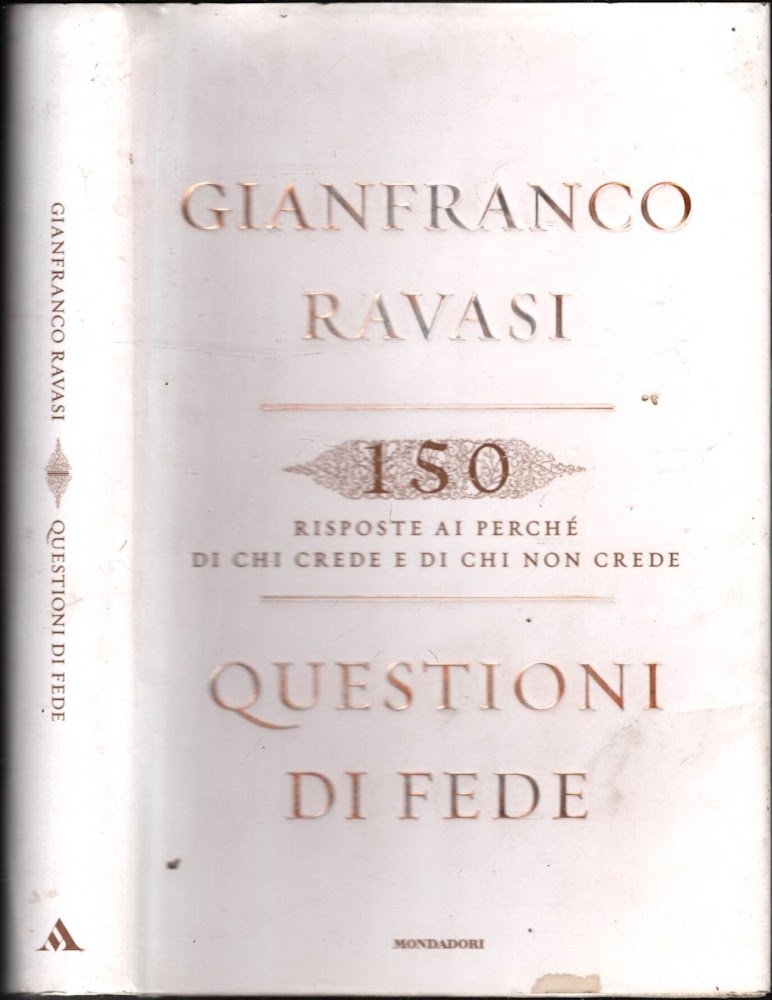 GIANFRANCO RAVASI
QUESTIONI DI FEDE
GIANFRANCO
RAVASI
150
RISPOSTE AI PERCHÉ
DI CHI CREDE E DI CHI NON CREDE
QUESTIONI
DI FEDE
MONDADORI